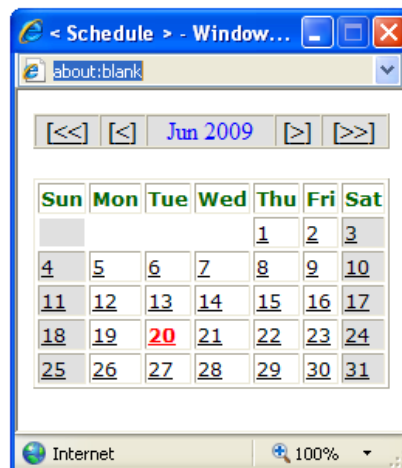 < Schedule > - Window...
about:blank
[<<] [<] Jun 2009 [>] [>>]
Sun Mon Tue Wed Thu Fri Sat
1 2 3
4 5 6 7 8 9 10
11 12 13 14 15 16 17
18 19 20 21 22 23 24
25 26 27 28 29 30 31
Internet 100%